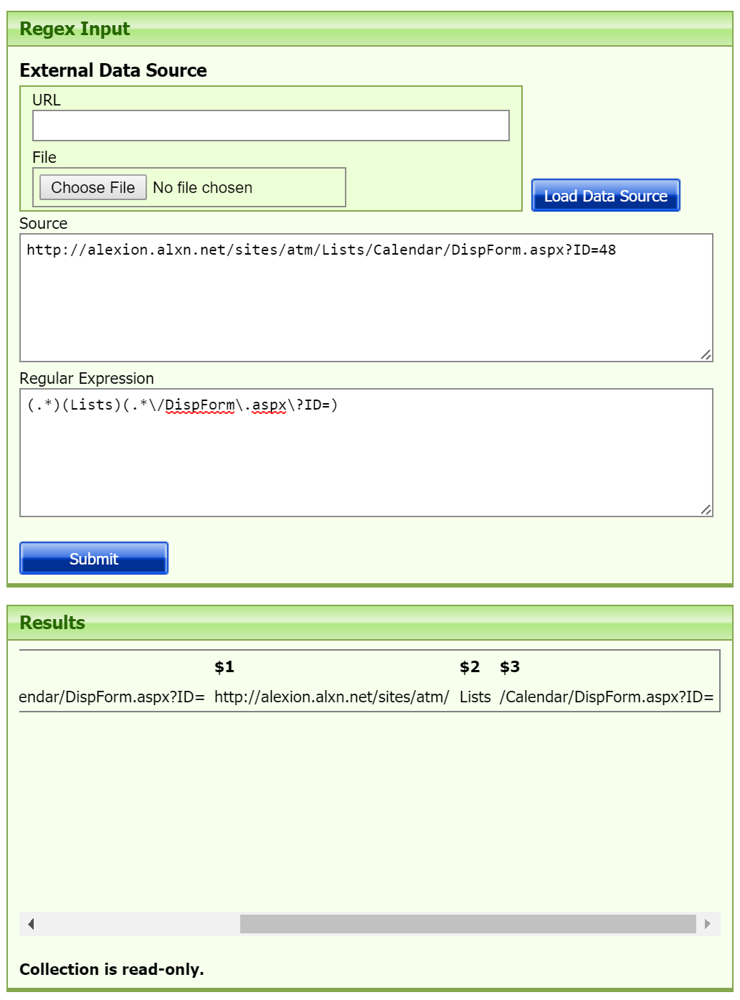 Regex Input
External Data Source
URL
File
Choose File No file chosen
Load Data Source
Source
http://alexion.alxn.net/sites/atm/Lists/Calendar/DispForm.aspx?ID=48
Regular Expression
(.*)(Lists)(.*\/DispForm\.aspx\?ID=)
Submit
Results
$1 $2 $3
endar/DispForm.aspx?ID= http://alexion.alxn.net/sites/atm/ Lists /Calendar/DispForm.aspx?ID=
Collection is read-only.